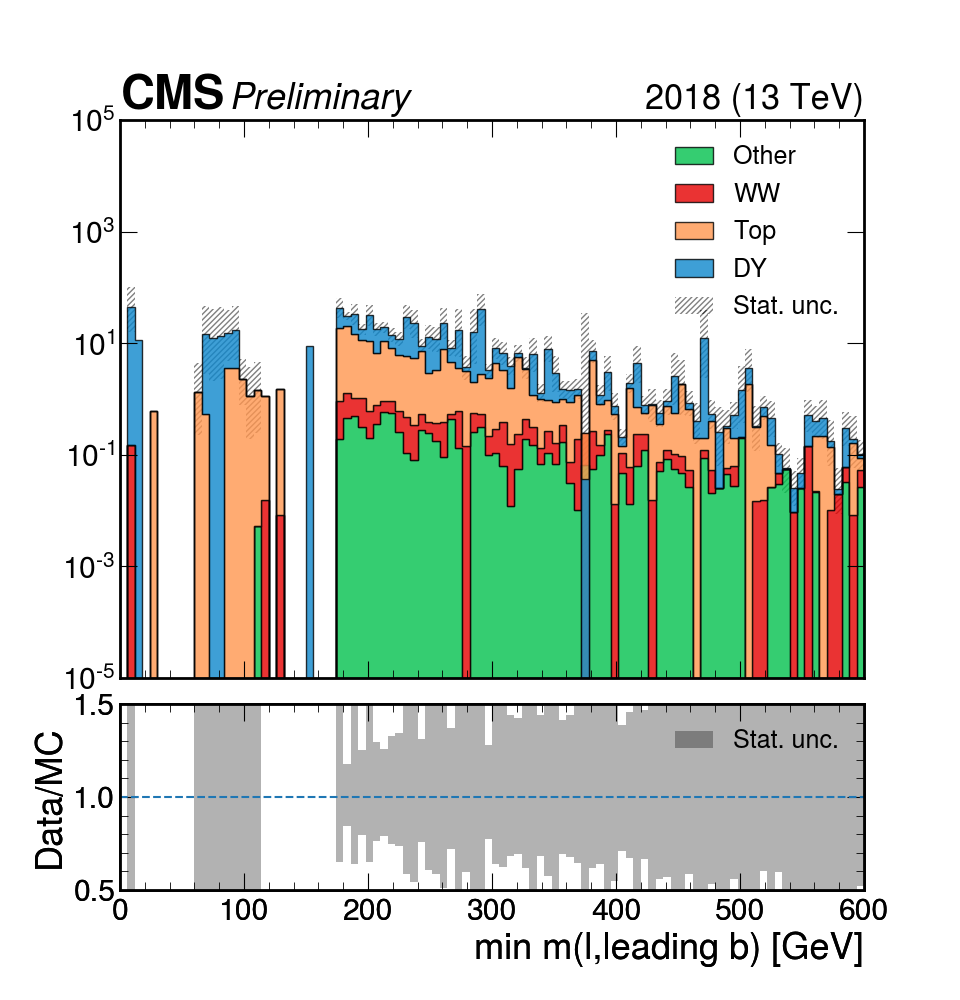 CMS Preliminary 2018 (13 TeV)
10^5
10^3
10^1
10^-1
10^-3
10^-5
Other
WW
Top
DY
Stat. unc.
1.5
1.0
0.5
Data/MC
Stat. unc.
0 100 200 300 400 500 600
min m(l,leading b) [GeV]